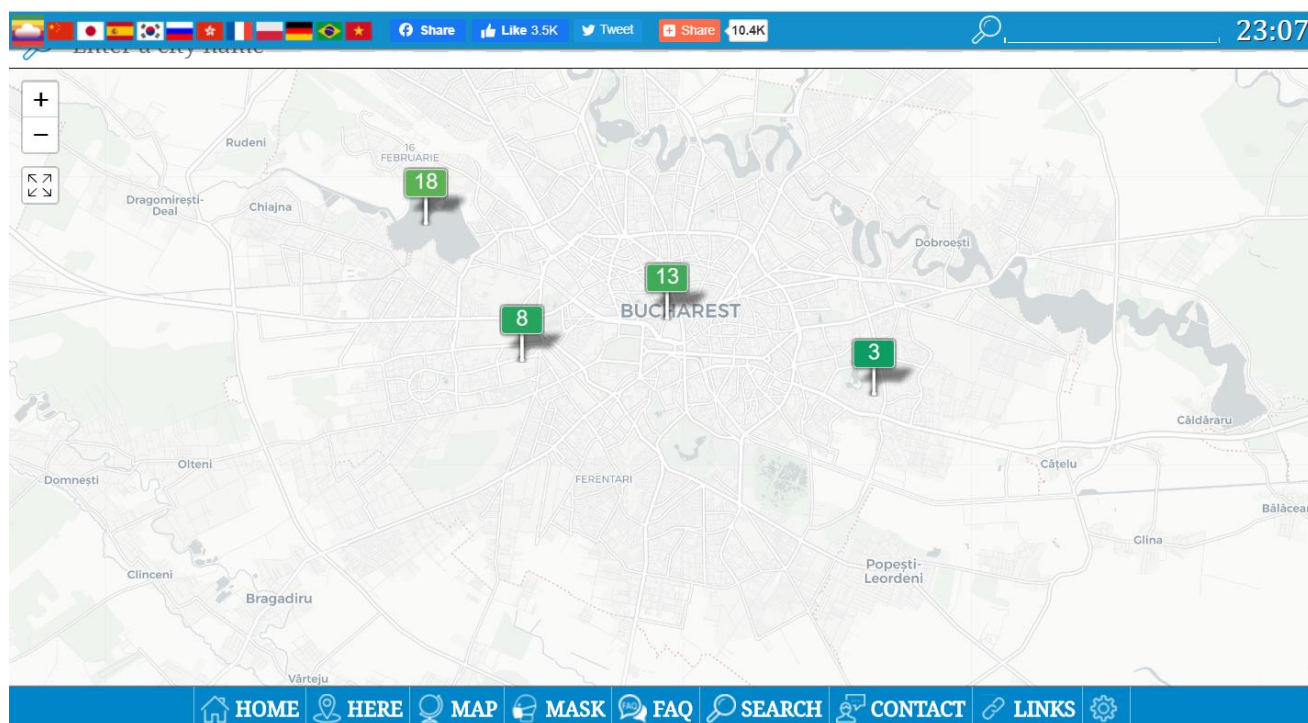 Share
Like 3.5K
Tweet
Share
10.4K
23:07
Enter a city name
+
−
Rudeni
16
FEBRUARIE
18
Dragomirești-
Deal
Chiajna
Dobroești
13
BUCHAREST
8
3
Căldăraru
Olteni
Cățelu
Domnești
FERENTARI
Bălăcean
Glina
Clinceni
Popești-
Leordeni
Bragadiru
Vârteju
HOME
HERE
MAP
MASK
FAQ
FAQ
SEARCH
CONTACT
LINKS